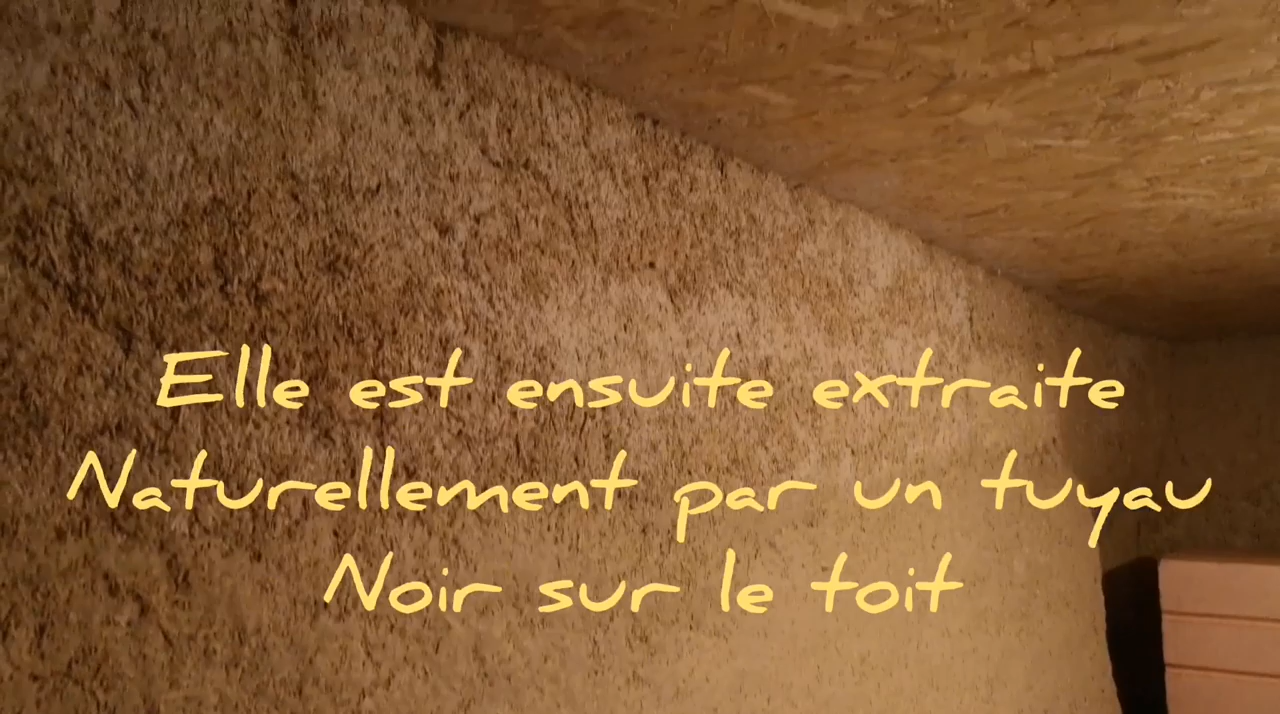 Elle est ensuite extraite
Naturellement par un tuyau
Noir sur le toit